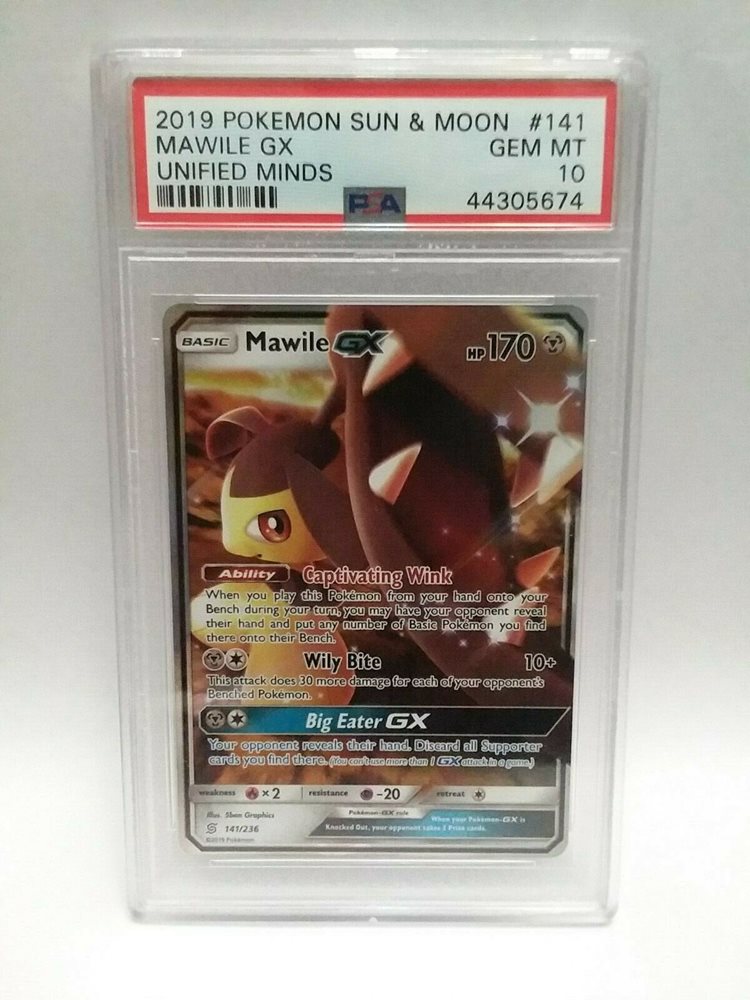 2019 POKEMON SUN & MOON #141
MAWILE GX GEM MT
UNIFIED MINDS 10
PSA 44305674
BASIC Mawile GX HP 170
Ability Captivating Wink
When you play this Pokémon from your hand onto your
Bench during your turn, you may have your opponent reveal
their hand and put any number of Basic Pokémon you find
there onto their Bench.
Wily Bite 10+
This attack does 30 more damage for each of your opponent's
Benched Pokémon.
Big Eater GX
Your opponent reveals their hand. Discard all Supporter
cards you find there. (You can't use more than 1 GX attack in a game.)
weakness ×2 resistance -20 retreat
Illus. 5ban Graphics Pokémon-GX rule When your Pokémon-GX is
141/236 Knocked Out, your opponent takes 2 Prize cards.
©2019 Pokémon